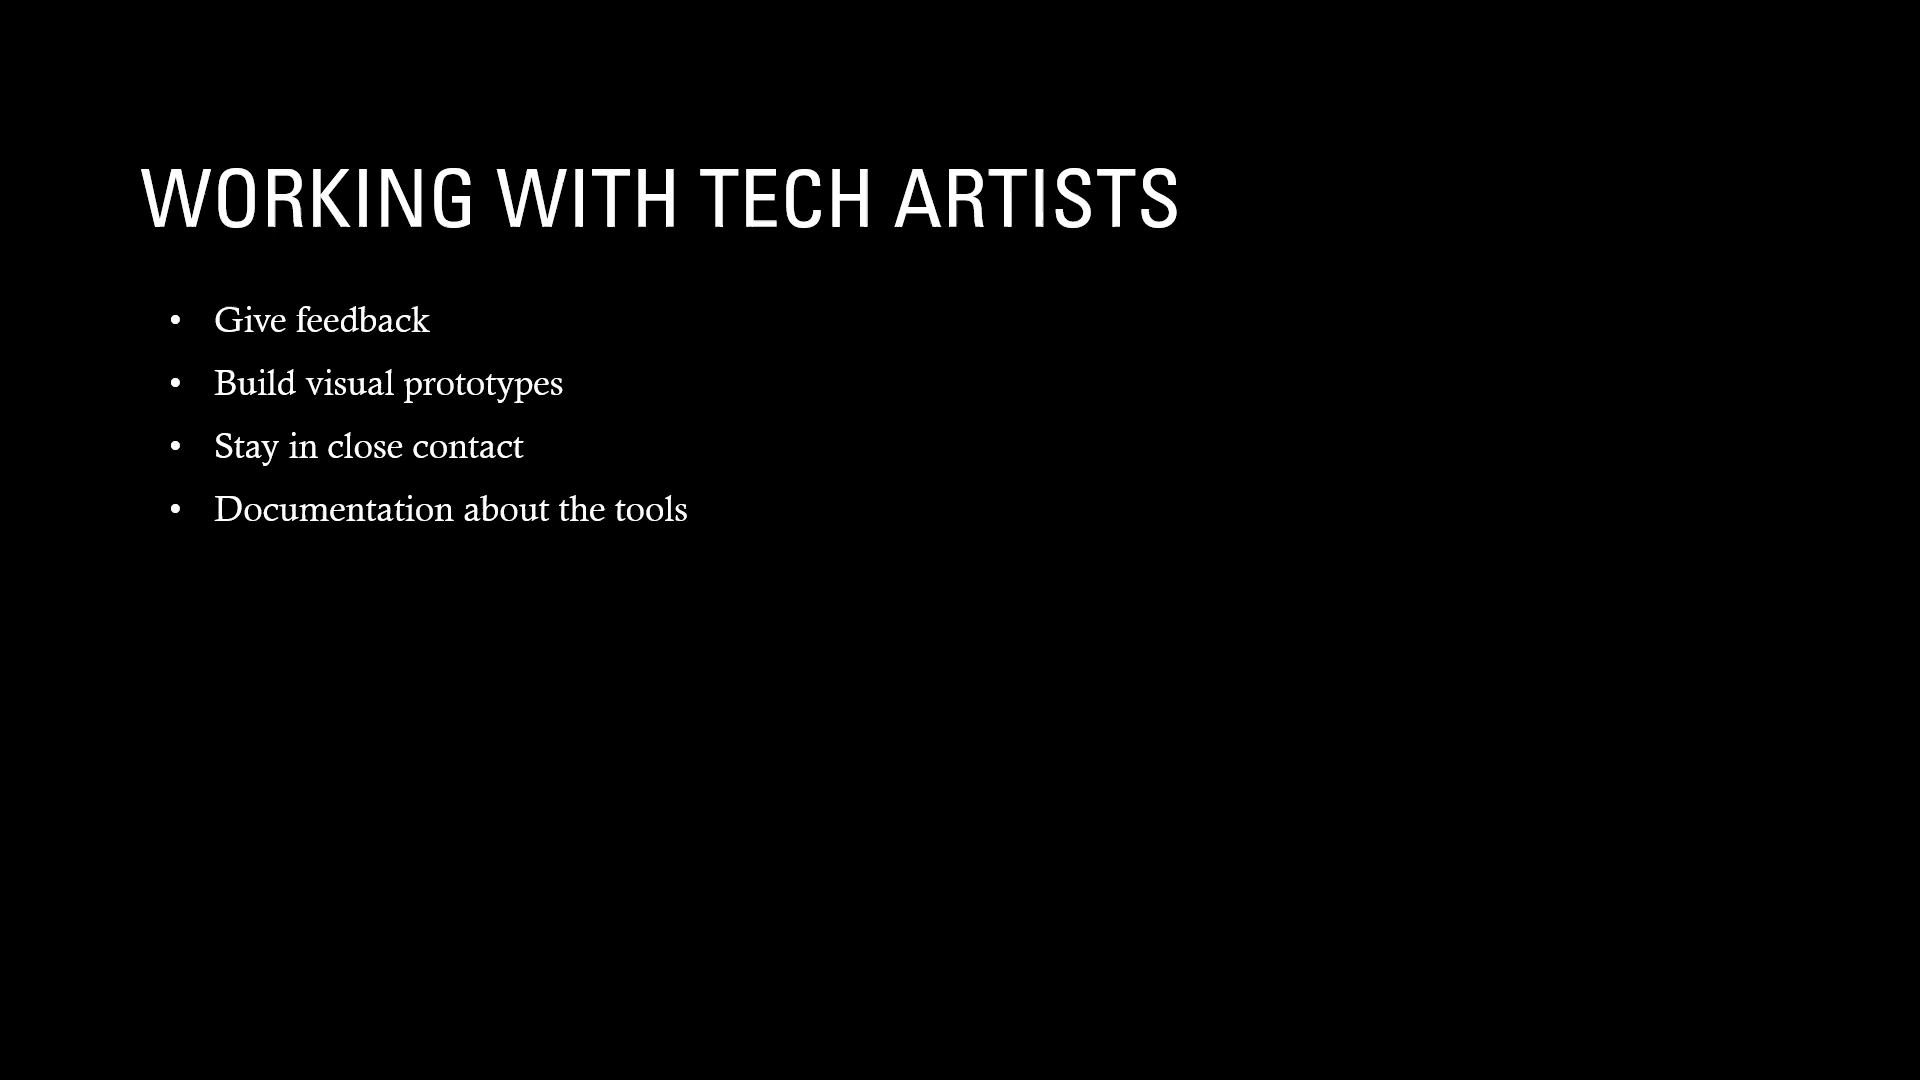 WORKING WITH TECH ARTISTS
• Give feedback
• Build visual prototypes
• Stay in close contact
• Documentation about the tools